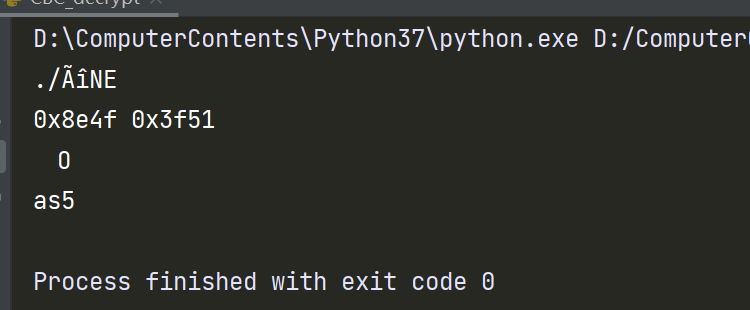 CBC_decrypt ×
D:\ComputerContents\Python37\python.exe D:/Computer
./ÃîNE
0x8e4f 0x3f51
O
as5
Process finished with exit code 0